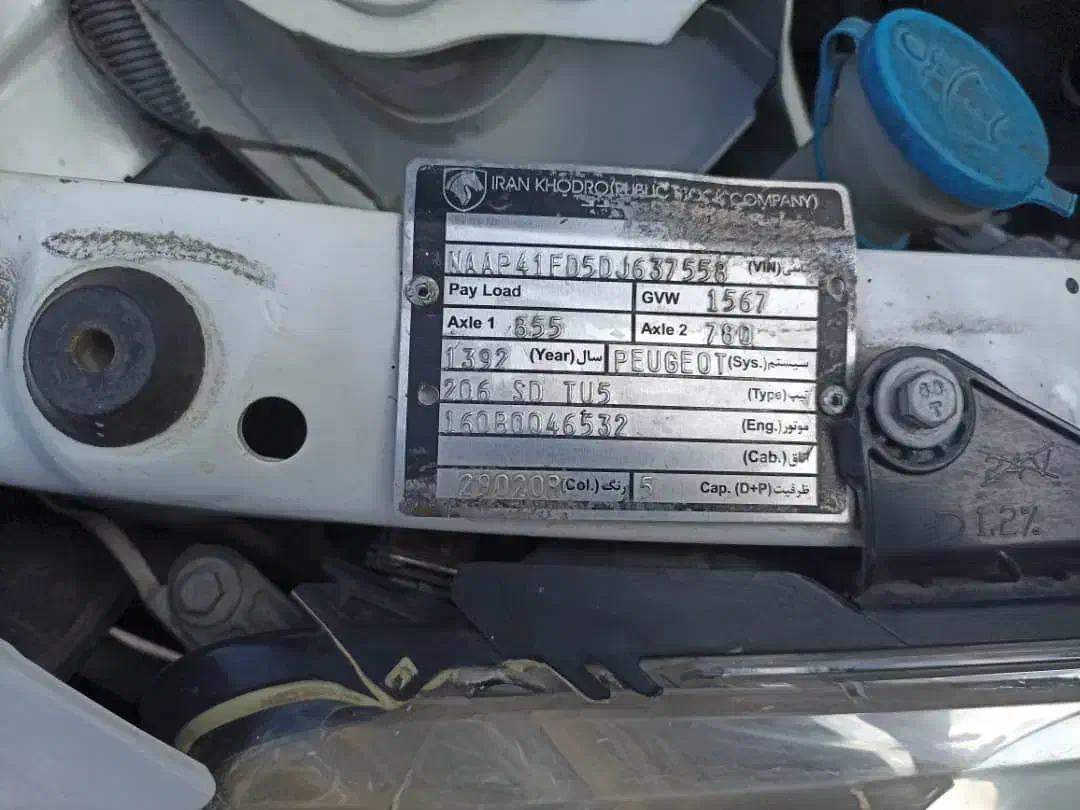 IRAN KHODRO (PUBLIC STOCK COMPANY)
NAAP41FD5DJ637558 (VIN) شاسی
Pay Load GVW 1567
Axle 1 855 Axle 2 780
1392 (Year) سال PEUGEOT (Sys.) سیستم
206 SD TU5 (Type) تیپ
160B0046532 (Eng.) موتور
(Cab.) اتاق
(Col.) رنگ 5 Cap. (D+P) ظرفیت
D 1.2%